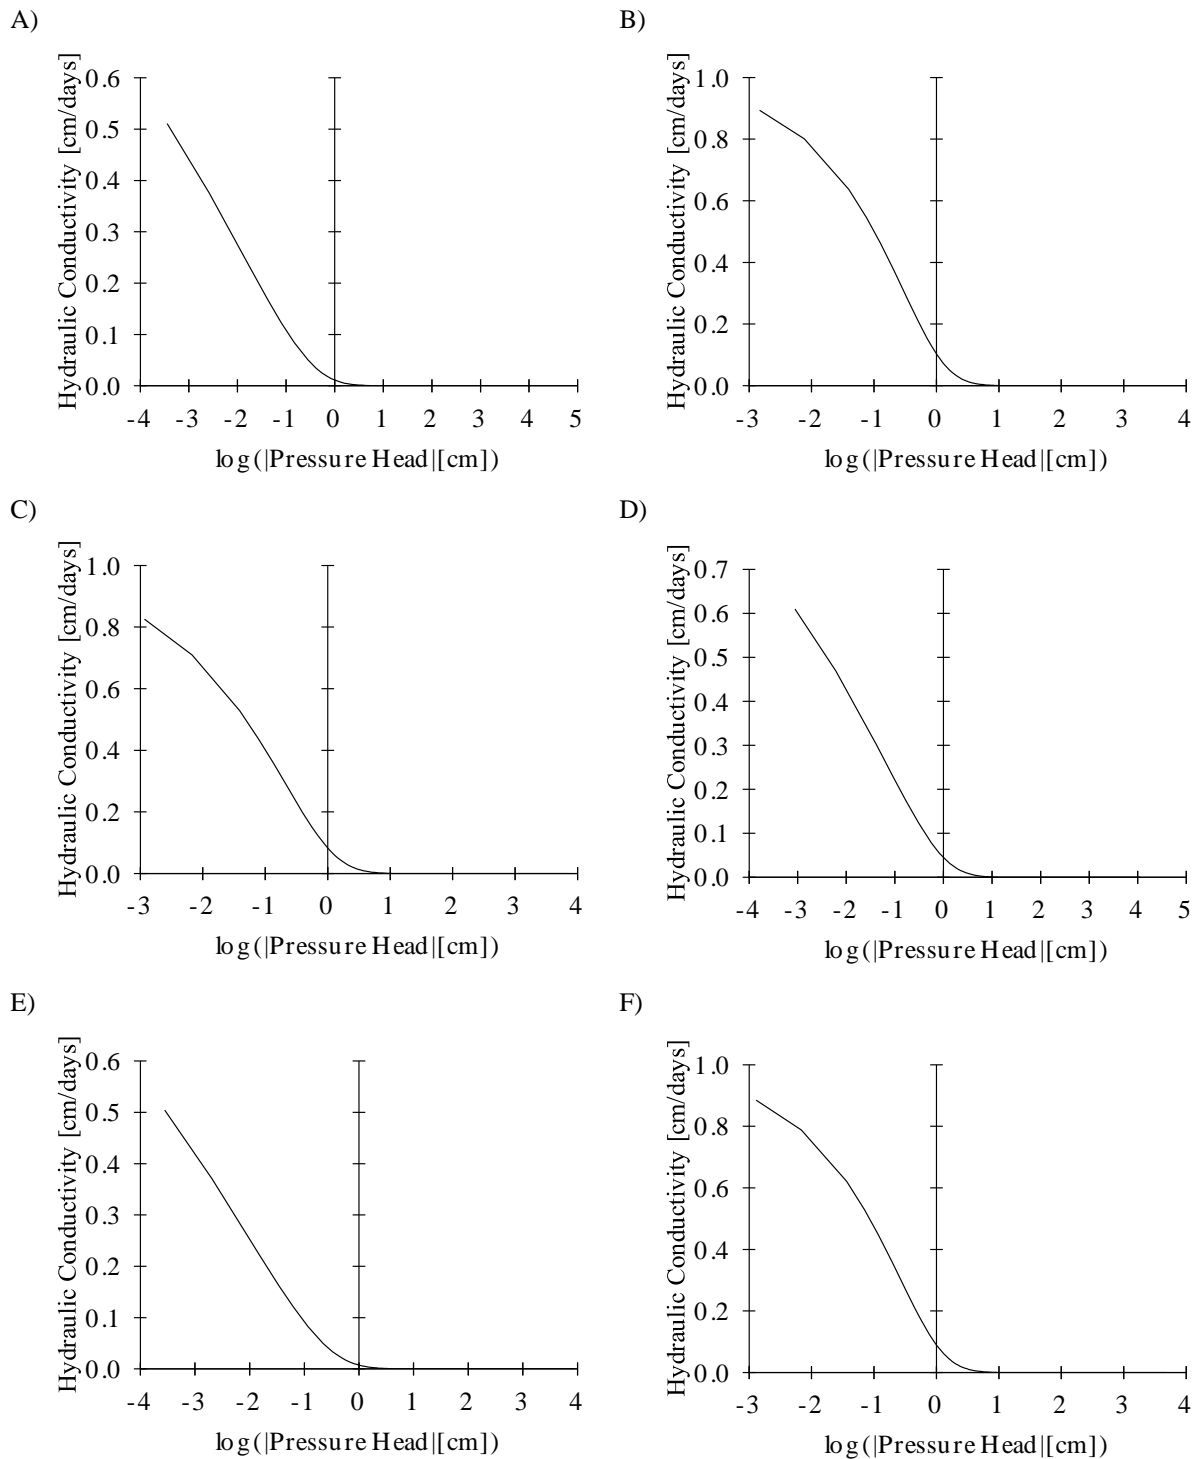 A)
Hydraulic Conductivity [cm/days]
0.6
0.5
0.4
0.3
0.2
0.1
0.0
-4 -3 -2 -1 0 1 2 3 4 5
log(|Pressure Head|[cm])
B)
Hydraulic Conductivity [cm/days]
1.0
0.8
0.6
0.4
0.2
0.0
-3 -2 -1 0 1 2 3 4
log(|Pressure Head|[cm])
C)
Hydraulic Conductivity [cm/days]
1.0
0.8
0.6
0.4
0.2
0.0
-3 -2 -1 0 1 2 3 4
log(|Pressure Head|[cm])
D)
Hydraulic Conductivity [cm/days]
0.7
0.6
0.5
0.4
0.3
0.2
0.1
0.0
-4 -3 -2 -1 0 1 2 3 4 5
log(|Pressure Head|[cm])
E)
Hydraulic Conductivity [cm/days]
0.6
0.5
0.4
0.3
0.2
0.1
0.0
-4 -3 -2 -1 0 1 2 3 4
log(|Pressure Head|[cm])
F)
Hydraulic Conductivity [cm/days]
1.0
0.8
0.6
0.4
0.2
0.0
-3 -2 -1 0 1 2 3 4
log(|Pressure Head|[cm])